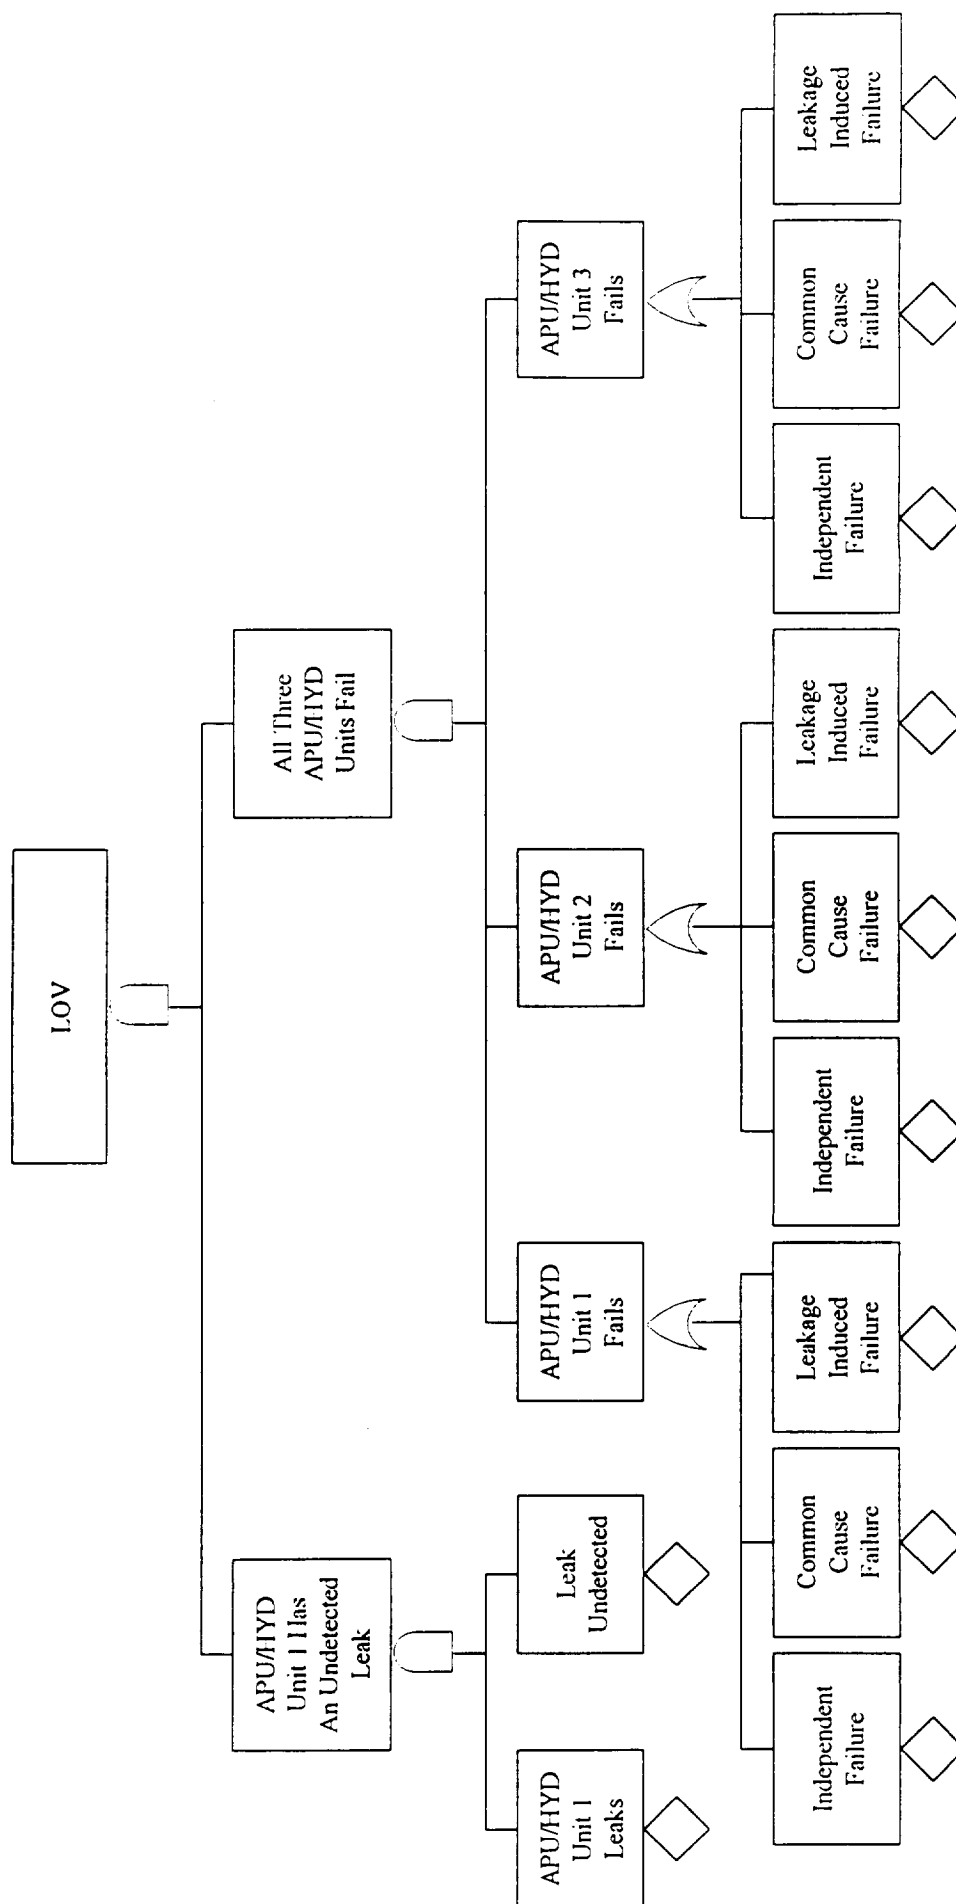 LOV
APU/HYD
Unit 1 Has
An Undetected
Leak
All Three
APU/HYD
Units Fail
APU/HYD
Unit 1
Leaks
Leak
Undetected
APU/HYD
Unit 1
Fails
APU/HYD
Unit 2
Fails
APU/HYD
Unit 3
Fails
Independent
Failure
Common
Cause
Failure
Leakage
Induced
Failure
Independent
Failure
Common
Cause
Failure
Leakage
Induced
Failure
Independent
Failure
Common
Cause
Failure
Leakage
Induced
Failure